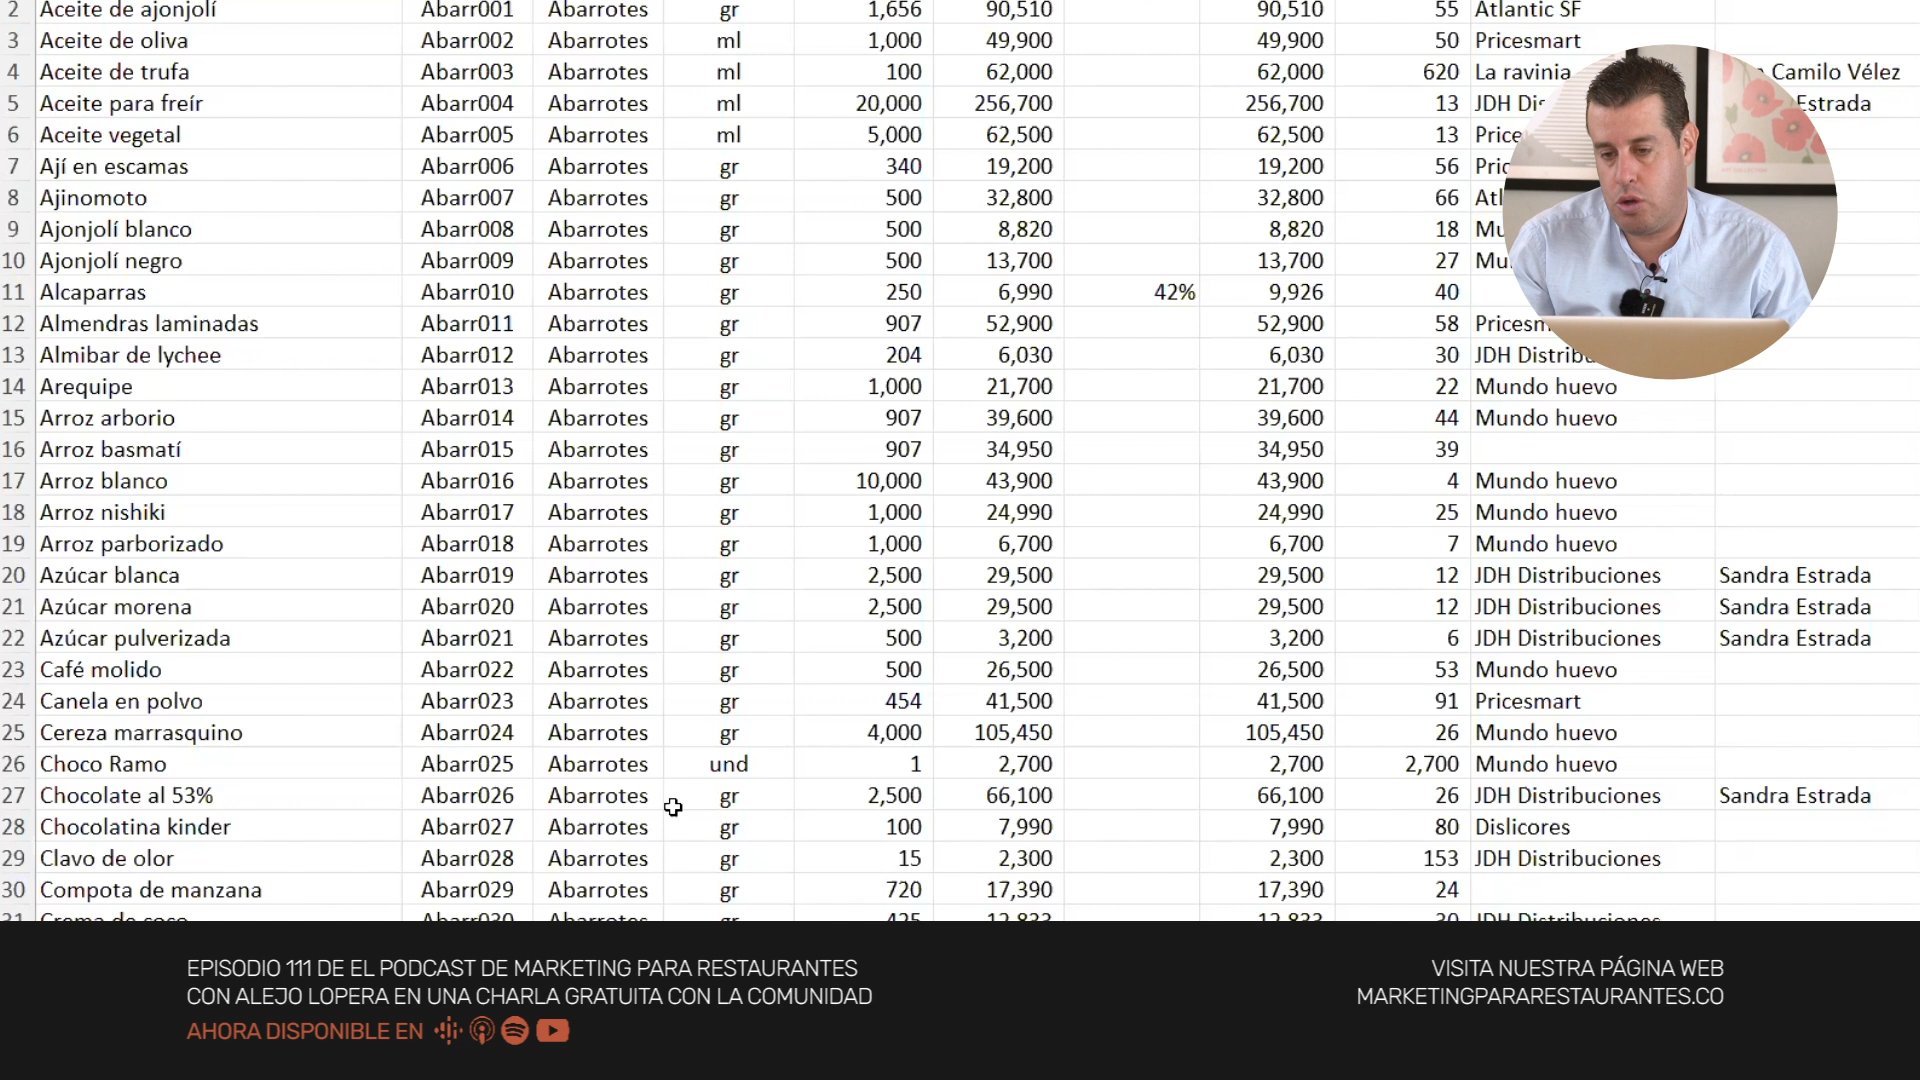 2 Aceite de ajonjolí Abarr001 Abarrotes gr 1,656 90,510 90,510 55 Atlantic SF
3 Aceite de oliva Abarr002 Abarrotes ml 1,000 49,900 49,900 50 Pricesmart
4 Aceite de trufa Abarr003 Abarrotes ml 100 62,000 62,000 620 La ravinia Camilo Vélez
5 Aceite para freír Abarr004 Abarrotes ml 20,000 256,700 256,700 13 JDH Estrada
6 Aceite vegetal Abarr005 Abarrotes ml 5,000 62,500 62,500 13
7 Ají en escamas Abarr006 Abarrotes gr 340 19,200 19,200 56
8 Ajinomoto Abarr007 Abarrotes gr 500 32,800 32,800 66
9 Ajonjolí blanco Abarr008 Abarrotes gr 500 8,820 8,820 18
10 Ajonjolí negro Abarr009 Abarrotes gr 500 13,700 13,700 27
11 Alcaparras Abarr010 Abarrotes gr 250 6,990 42% 9,926 40
12 Almendras laminadas Abarr011 Abarrotes gr 907 52,900 52,900 58
13 Almibar de lychee Abarr012 Abarrotes gr 204 6,030 6,030 30 JDH
14 Arequipe Abarr013 Abarrotes gr 1,000 21,700 21,700 22 Mundo huevo
15 Arroz arborio Abarr014 Abarrotes gr 907 39,600 39,600 44 Mundo huevo
16 Arroz basmatí Abarr015 Abarrotes gr 907 34,950 34,950 39
17 Arroz blanco Abarr016 Abarrotes gr 10,000 43,900 43,900 4 Mundo huevo
18 Arroz nishiki Abarr017 Abarrotes gr 1,000 24,990 24,990 25 Mundo huevo
19 Arroz parborizado Abarr018 Abarrotes gr 1,000 6,700 6,700 7 Mundo huevo
20 Azúcar blanca Abarr019 Abarrotes gr 2,500 29,500 29,500 12 JDH Distribuciones Sandra Estrada
21 Azúcar morena Abarr020 Abarrotes gr 2,500 29,500 29,500 12 JDH Distribuciones Sandra Estrada
22 Azúcar pulverizada Abarr021 Abarrotes gr 500 3,200 3,200 6 JDH Distribuciones Sandra Estrada
23 Café molido Abarr022 Abarrotes gr 500 26,500 26,500 53 Mundo huevo
24 Canela en polvo Abarr023 Abarrotes gr 454 41,500 41,500 91 Pricesmart
25 Cereza marrasquino Abarr024 Abarrotes gr 4,000 105,450 105,450 26 Mundo huevo
26 Choco Ramo Abarr025 Abarrotes und 1 2,700 2,700 2,700 Mundo huevo
27 Chocolate al 53% Abarr026 Abarrotes gr 2,500 66,100 66,100 26 JDH Distribuciones Sandra Estrada
28 Chocolatina kinder Abarr027 Abarrotes gr 100 7,990 7,990 80 Dislicores
29 Clavo de olor Abarr028 Abarrotes gr 15 2,300 2,300 153 JDH Distribuciones
30 Compota de manzana Abarr029 Abarrotes gr 720 17,390 17,390 24
EPISODIO 111 DE EL PODCAST DE MARKETING PARA RESTAURANTES
CON ALEJO LOPERA EN UNA CHARLA GRATUITA CON LA COMUNIDAD
AHORA DISPONIBLE EN
VISITA NUESTRA PÁGINA WEB
MARKETINGPARARESTAURANTES.CO